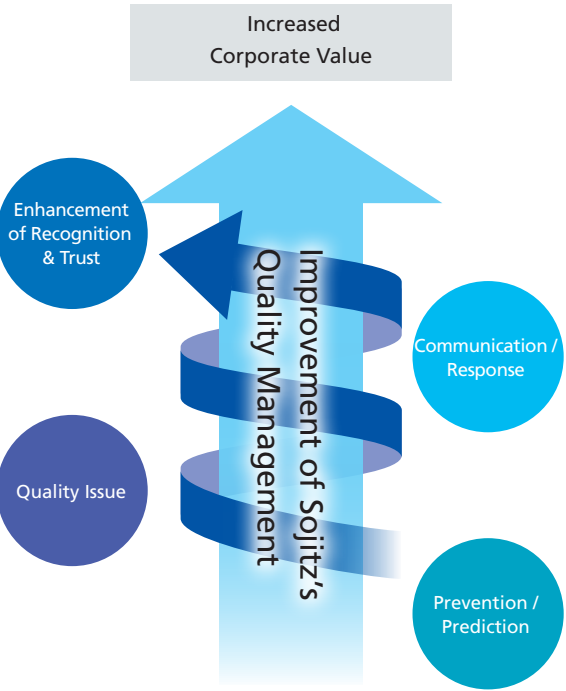 Increased
Corporate Value
Enhancement
of Recognition
& Trust
Improvement of Sojitz's
Quality Management
Communication /
Response
Quality Issue
Prevention /
Prediction